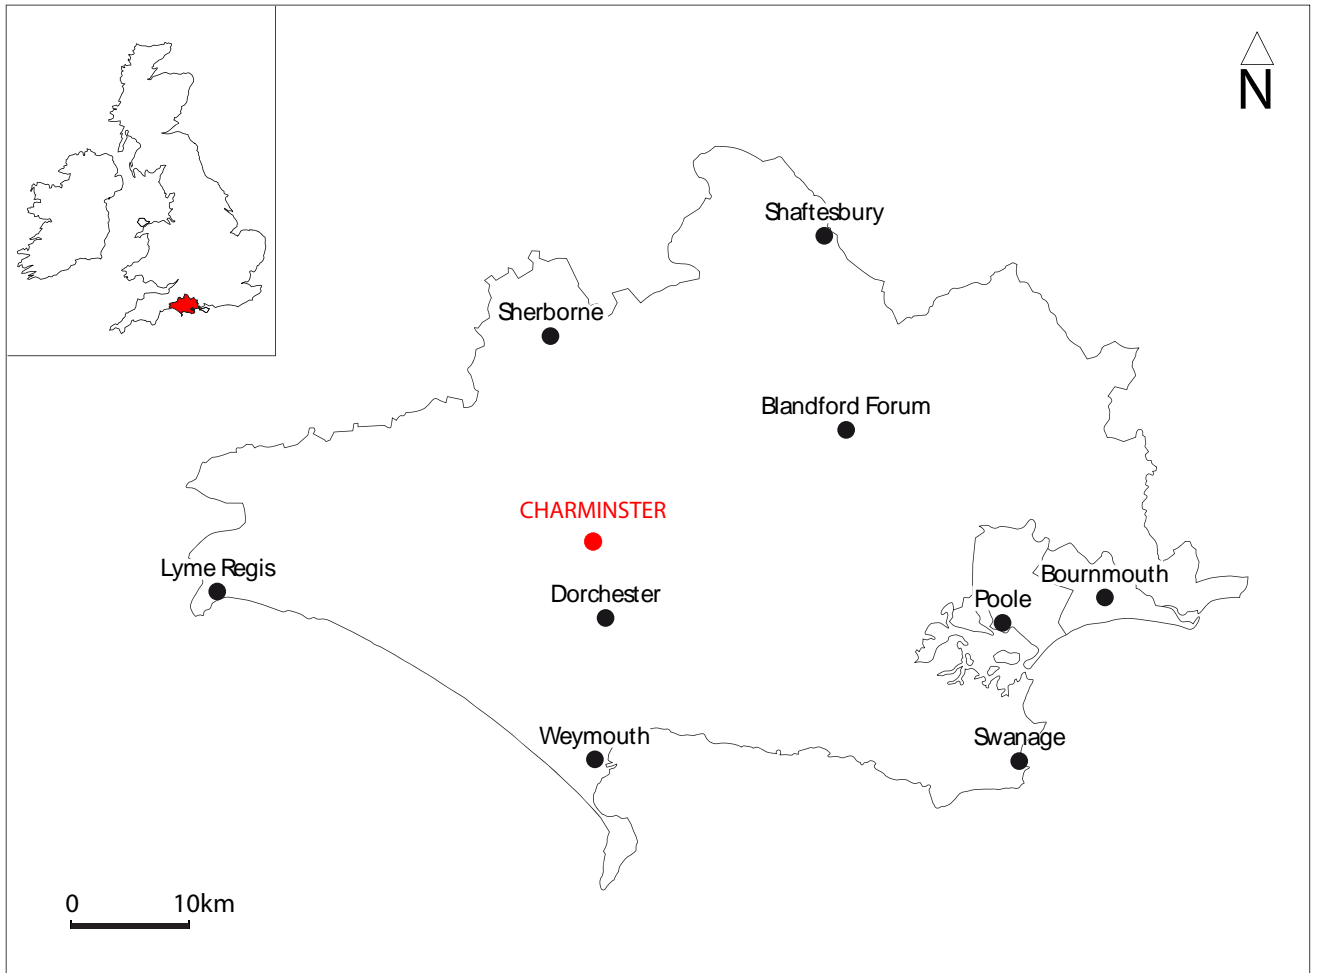 N
Shaftesbury
Sherborne
Blandford Forum
CHARMINSTER
Lyme Regis
Bournmouth
Dorchester
Poole
Weymouth
Swanage
0 10km